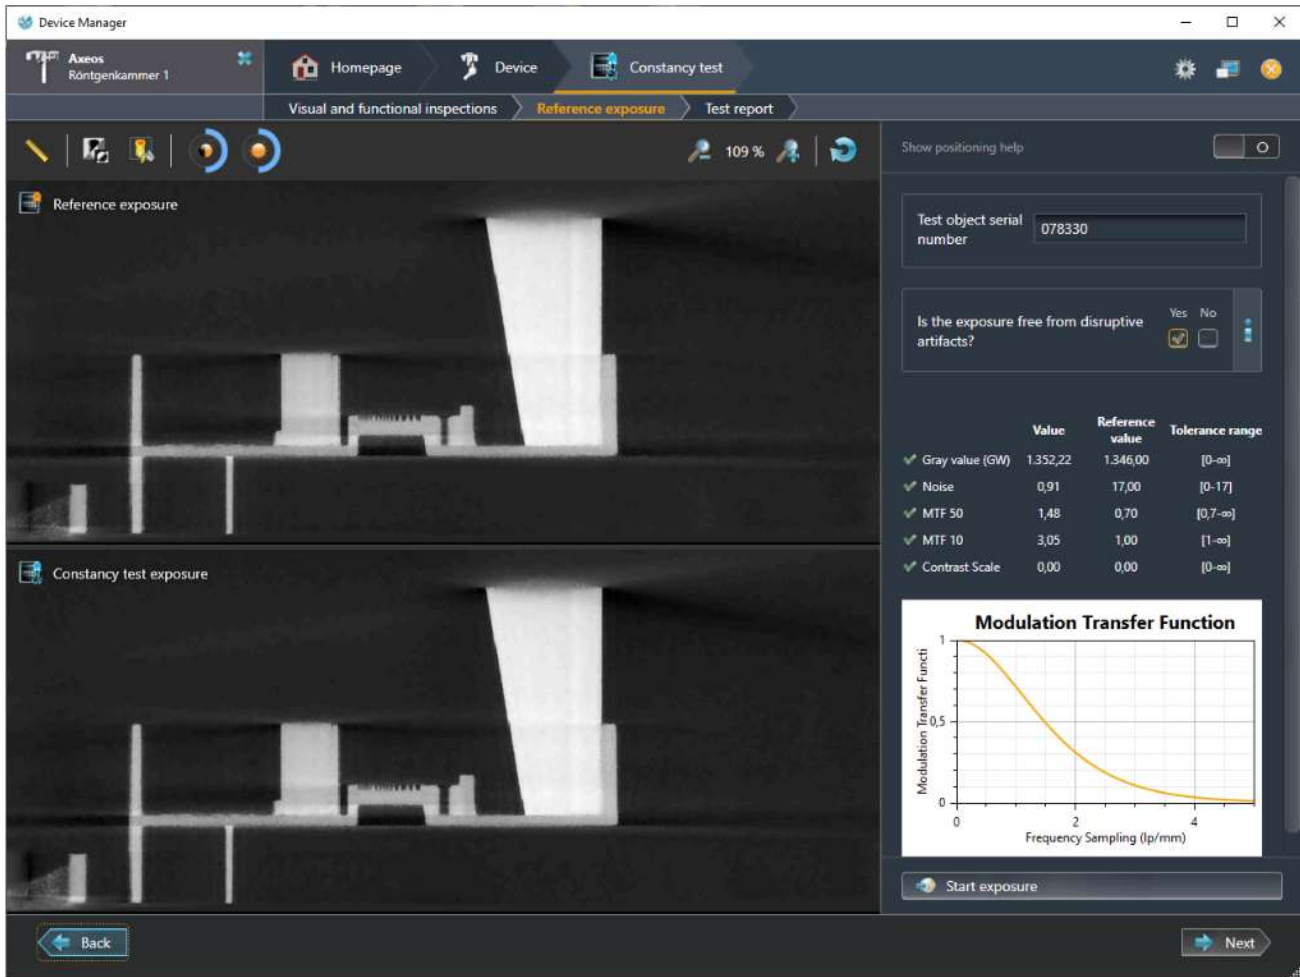 Device Manager
Axeos
Röntgenkammer 1
Homepage
Device
Constancy test
Visual and functional inspections
Reference exposure
Test report
109 %
Show positioning help
Reference exposure
Test object serial
number
078330
Is the exposure free from disruptive
artifacts?
Yes No
Value
Reference
value
Tolerance range
Gray value (GW) 1.352,22 1.346,00 [0-∞]
Noise 0,91 17,00 [0-17]
MTF 50 1,48 0,70 [0,7-∞]
MTF 10 3,05 1,00 [1-∞]
Contrast Scale 0,00 0,00 [0-∞]
Constancy test exposure
Modulation Transfer Function
Modulation Transfer Functi
1
0,5
0
0 2 4
Frequency Sampling (lp/mm)
Start exposure
Back
Next